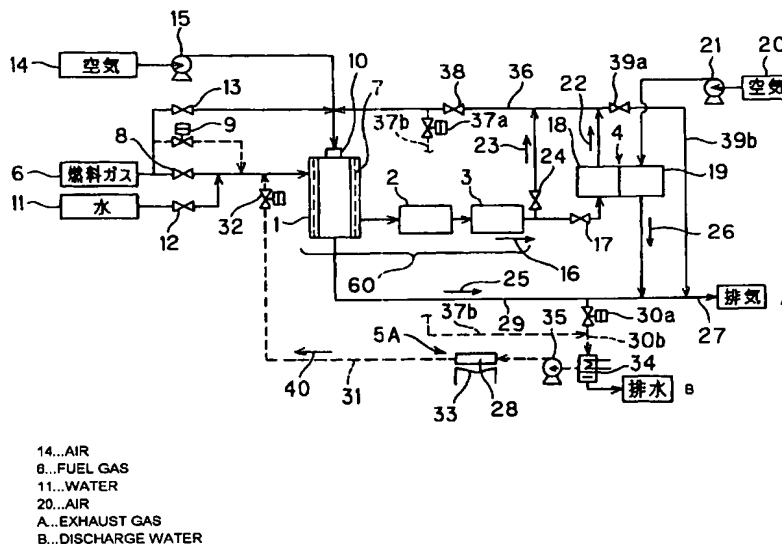 15
10
7
14
空気
13
9
8
6
燃料ガス
11
水
12
32
1
2
3
38
36
37a
37b
23
24
39a
22
18
4
19
21
20
空気
39b
17
16
26
60
25
29
30a
排気
27
37b
5A
35
30b
34
40
31
33
28
排水
B
14...AIR
6...FUEL GAS
11...WATER
20...AIR
A...EXHAUST GAS
B...DISCHARGE WATER